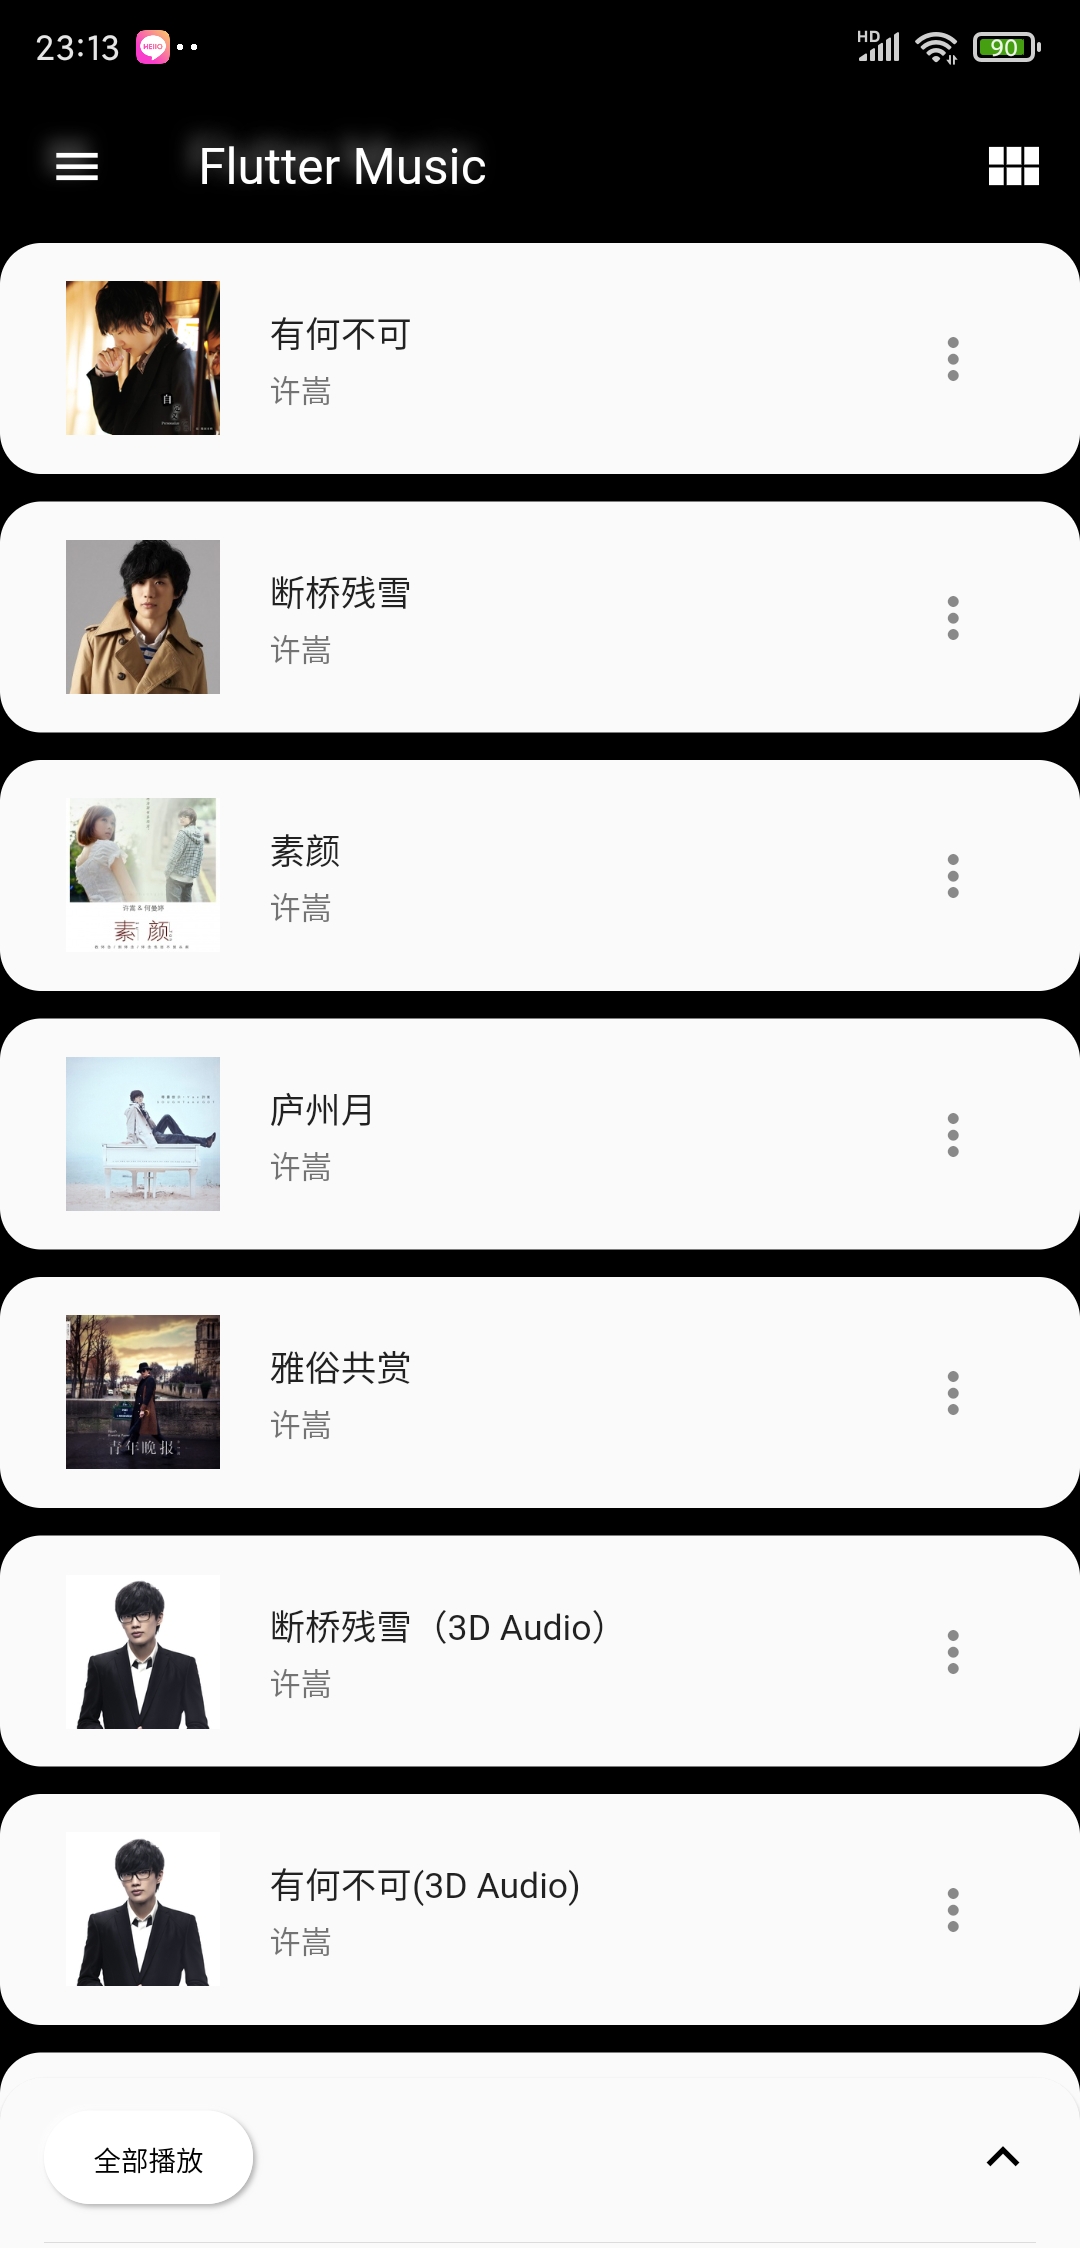 23:13 HELLO HD 90
Flutter Music
自
有何不可
许嵩
断桥残雪
许嵩
许嵩 & 何曼婷
素颜
素颜
许嵩
庐州月
许嵩
青年晚报
雅俗共赏
许嵩
断桥残雪（3D Audio）
许嵩
有何不可(3D Audio)
许嵩
全部播放